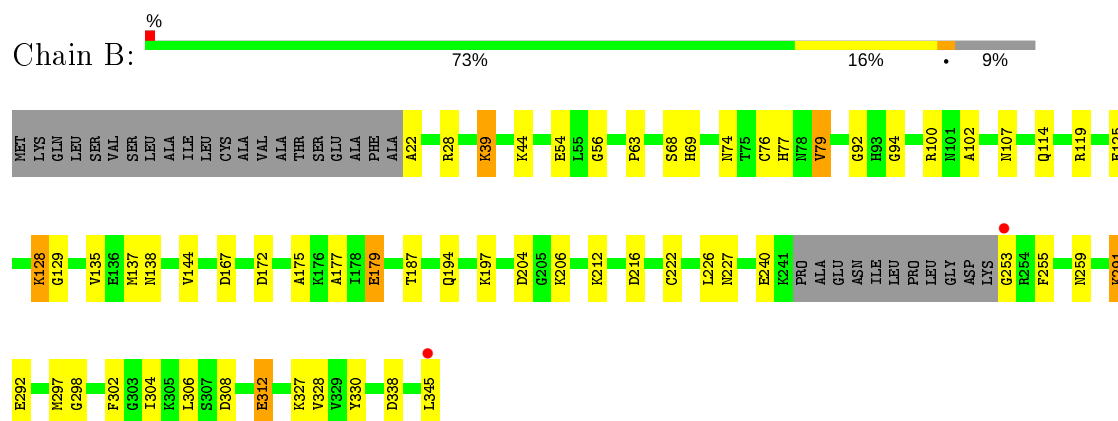 %
Chain B:
73% 16% • 9%
MET LYS GLN LEU SER VAL SER LEU ALA ILE LEU CYS ALA VAL ALA THR SER GLU ALA PHE ALA A22 R28 K39 K44 E54 L55 G56 P63 S68 H69 N74 T75 C76 H77 N78 V79 G92 H93 G94 R100 N101 A102 N107 Q114 R119
K128 G129 V135 E136 M137 N138 V144 D167 D172 A175 K176 A177 I178 E179 T187 Q194 K197 D204 G205 K206 K212 D216 C222 L226 N227 E240 K241 PRO ALA GLU ASN ILE LEU PRO LEU GLY ASP LYS G253 R254 F255 N259 K291
E292 M297 G298 F302 G303 I304 K305 L306 S307 D308 E312 K327 V328 V329 Y330 D338 L345